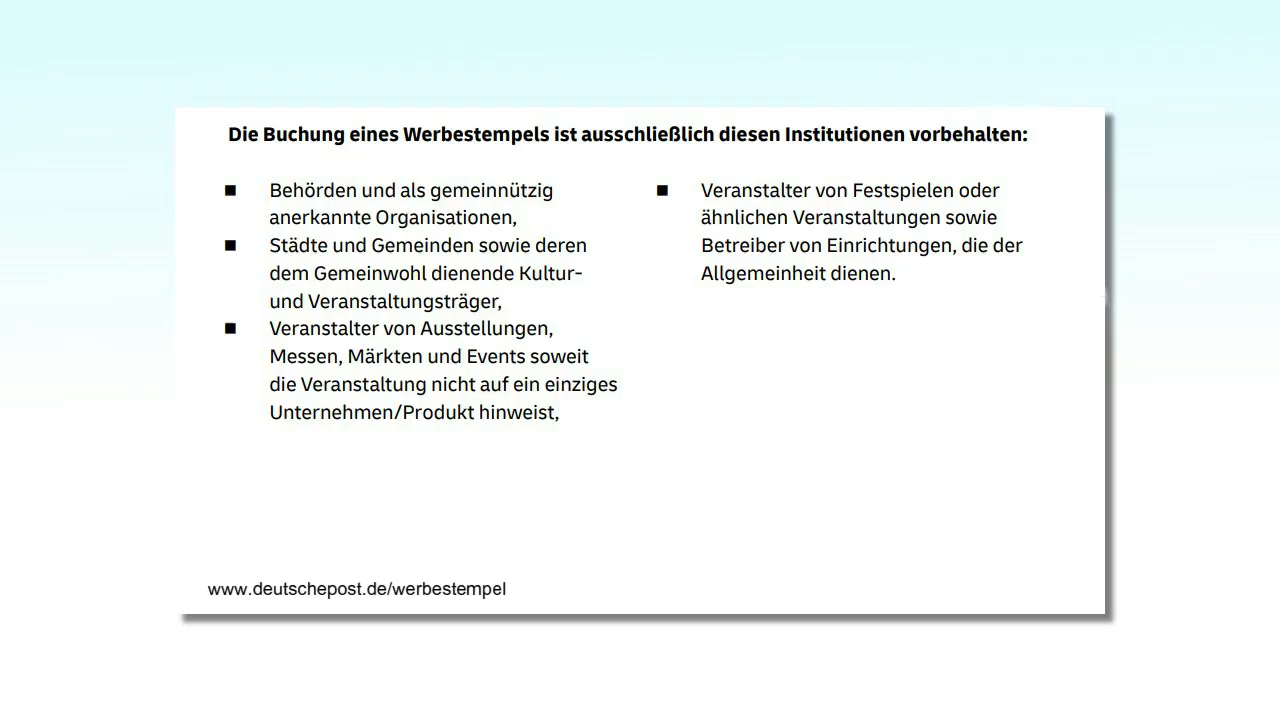 Die Buchung eines Werbestempels ist ausschließlich diesen Institutionen vorbehalten:
■ Behörden und als gemeinnützig
anerkannte Organisationen,
■ Städte und Gemeinden sowie deren
dem Gemeinwohl dienende Kultur-
und Veranstaltungsträger,
■ Veranstalter von Ausstellungen,
Messen, Märkten und Events soweit
die Veranstaltung nicht auf ein einziges
Unternehmen/Produkt hinweist,
■ Veranstalter von Festspielen oder
ähnlichen Veranstaltungen sowie
Betreiber von Einrichtungen, die der
Allgemeinheit dienen.
www.deutschepost.de/werbestempel